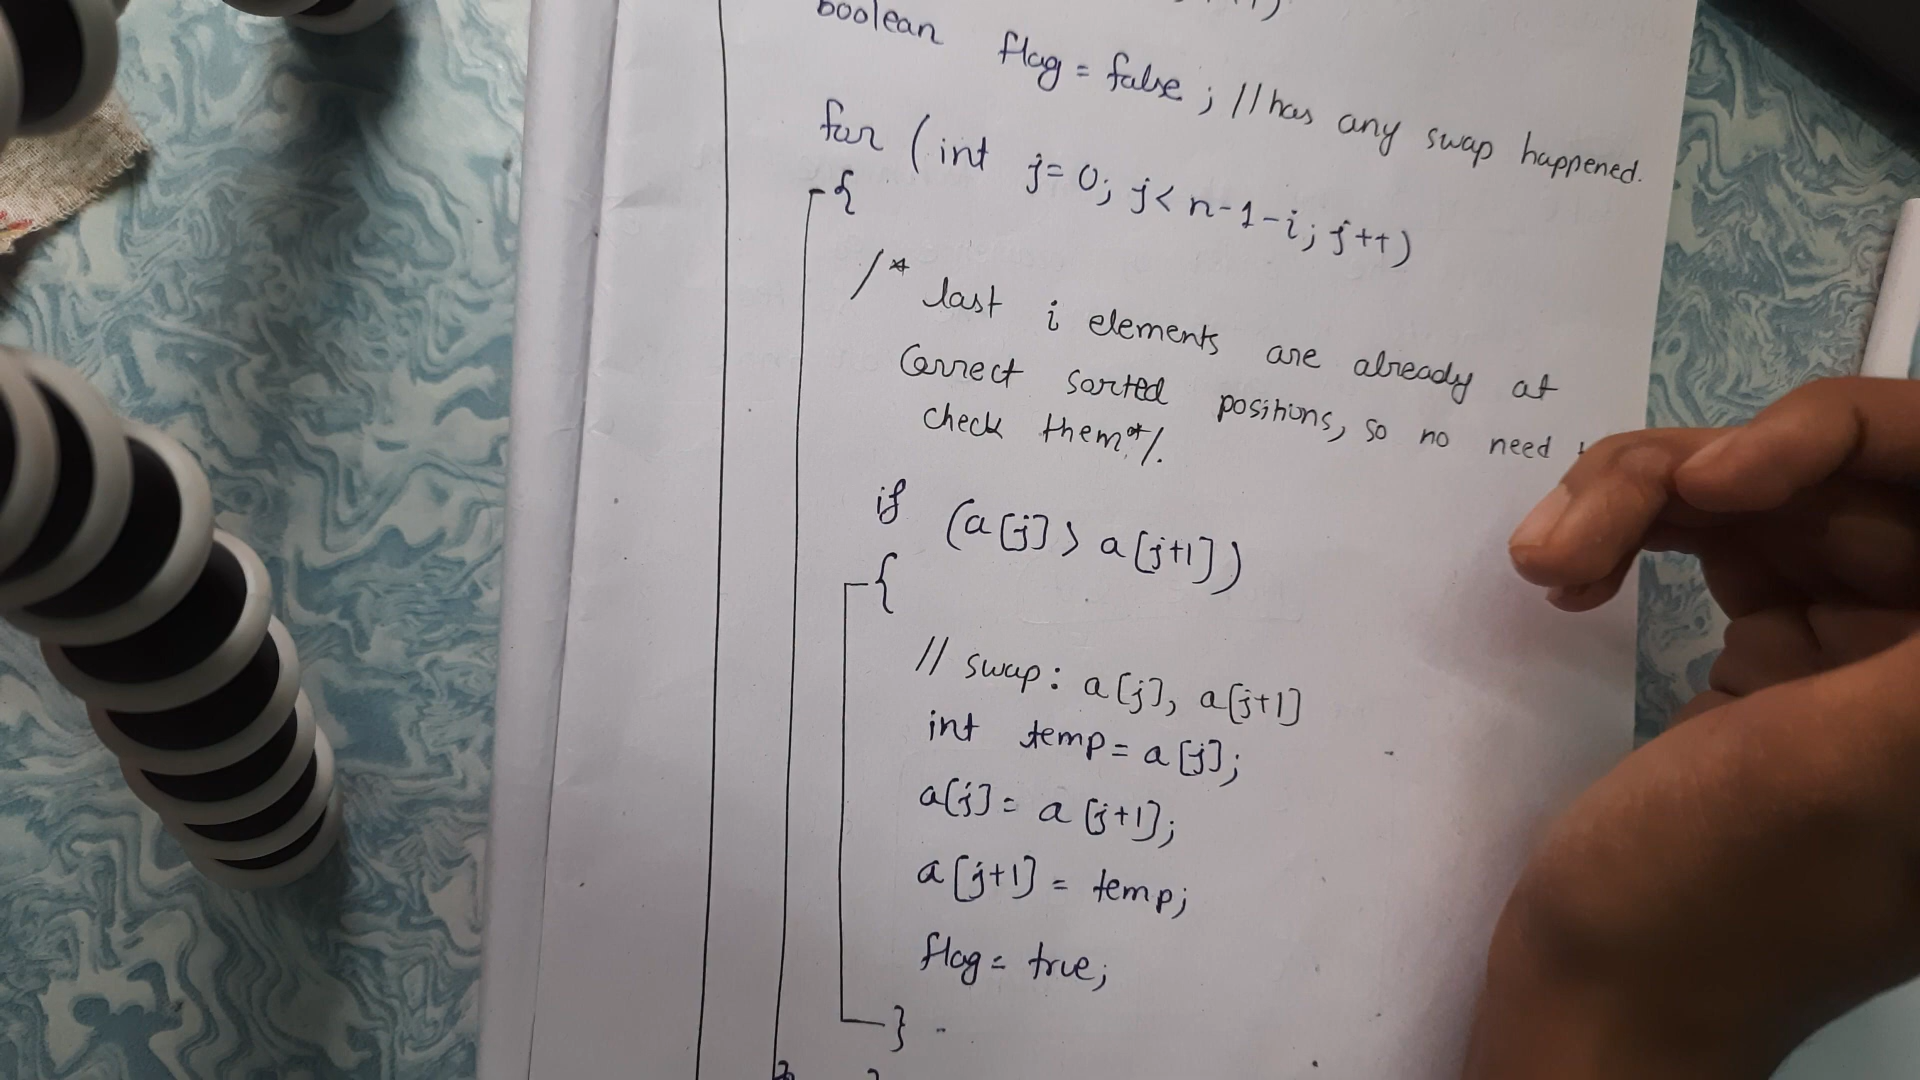 boolean flag = false ; // has any swap happened.
for (int j=0; j<n-1-i; j++)
{
/* last i elements are already at
Correct sorted positions, so no need
check them*/.
if (a[j] > a[j+1])
{
// swap: a[j], a[j+1]
int temp = a[j];
a[j] = a[j+1];
a[j+1] = temp;
flag = true;
}